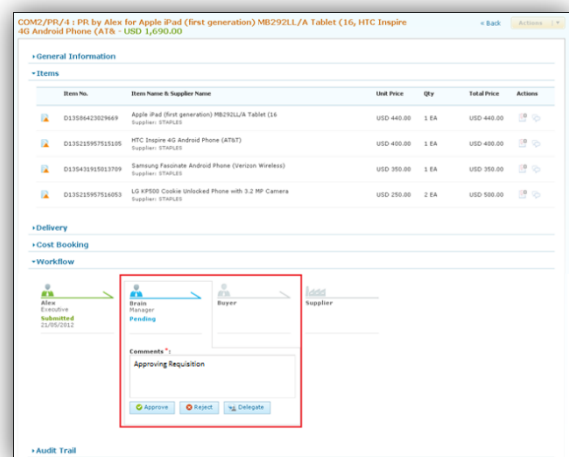 COM2/PR/4 : PR by Alex for Apple iPad (first generation) MB292LL/A Tablet (16, HTC Inspire
4G Android Phone (AT& - USD 1,690.00
« Back
Actions
General Information
Items
Item No. Item Name & Supplier Name Unit Price Qty Total Price Actions
D13586423029669 Apple iPad (first generation) MB292LL/A Tablet (16 USD 440.00 1 EA USD 440.00
Supplier: STAPLES
D135215957515105 HTC Inspire 4G Android Phone (AT&T) USD 400.00 1 EA USD 400.00
Supplier: STAPLES
D135431915013709 Samsung Fassinate Android Phone (Verizon Wireless) USD 350.00 1 EA USD 350.00
Supplier: STAPLES
D135215957516053 LG KP500 Cookie Unlocked Phone with 3.2 MP Camera USD 250.00 2 EA USD 500.00
Supplier: STAPLES
Delivery
Cost Booking
Workflow
Alex
Executive
Submitted
21/05/2012
Brain
Manager
Pending
Buyer
Supplier
Comments *:
Approving Requisition
Approve Reject Delegate
Audit Trail